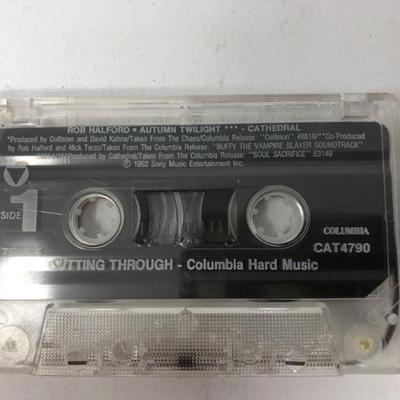 ROB HALFORD • AUTUMN TWILIGHT *** - CATHEDRAL
*Produced by Collision and David Kahne/Taken From The Chaos/Columbia Release: "Collision" 48818/**Co-Produced
by Rob Halford and Nick Terzo/Taken From The Columbia Release: "BUFFY THE VAMPIRE SLAYER SOUNDTRACK"
Produced by Cathedral/Taken From The Columbia Release: "SOUL SACRIFICE" 53149
© 1992 Sony Music Entertainment Inc.
SIDE 1
COLUMBIA
CAT4790
TTING THROUGH - Columbia Hard Music